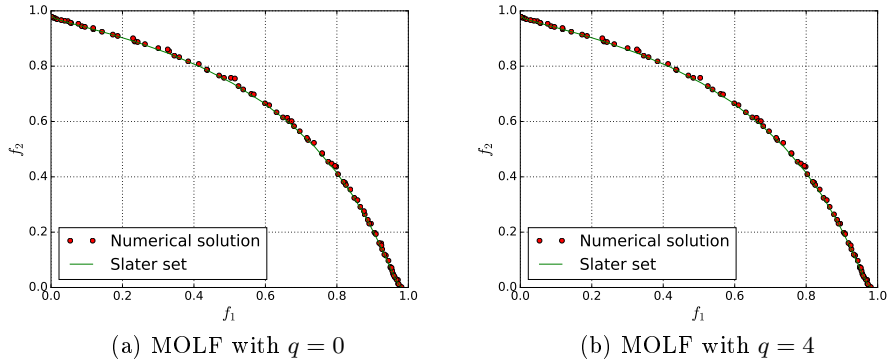 1.0
0.8
0.6
0.4
0.2
0.0
f₂
0.0 0.2 0.4 0.6 0.8 1.0
f₁
Numerical solution
Slater set
(a) MOLF with q = 0
1.0
0.8
0.6
0.4
0.2
0.0
f₂
0.0 0.2 0.4 0.6 0.8 1.0
f₁
Numerical solution
Slater set
(b) MOLF with q = 4